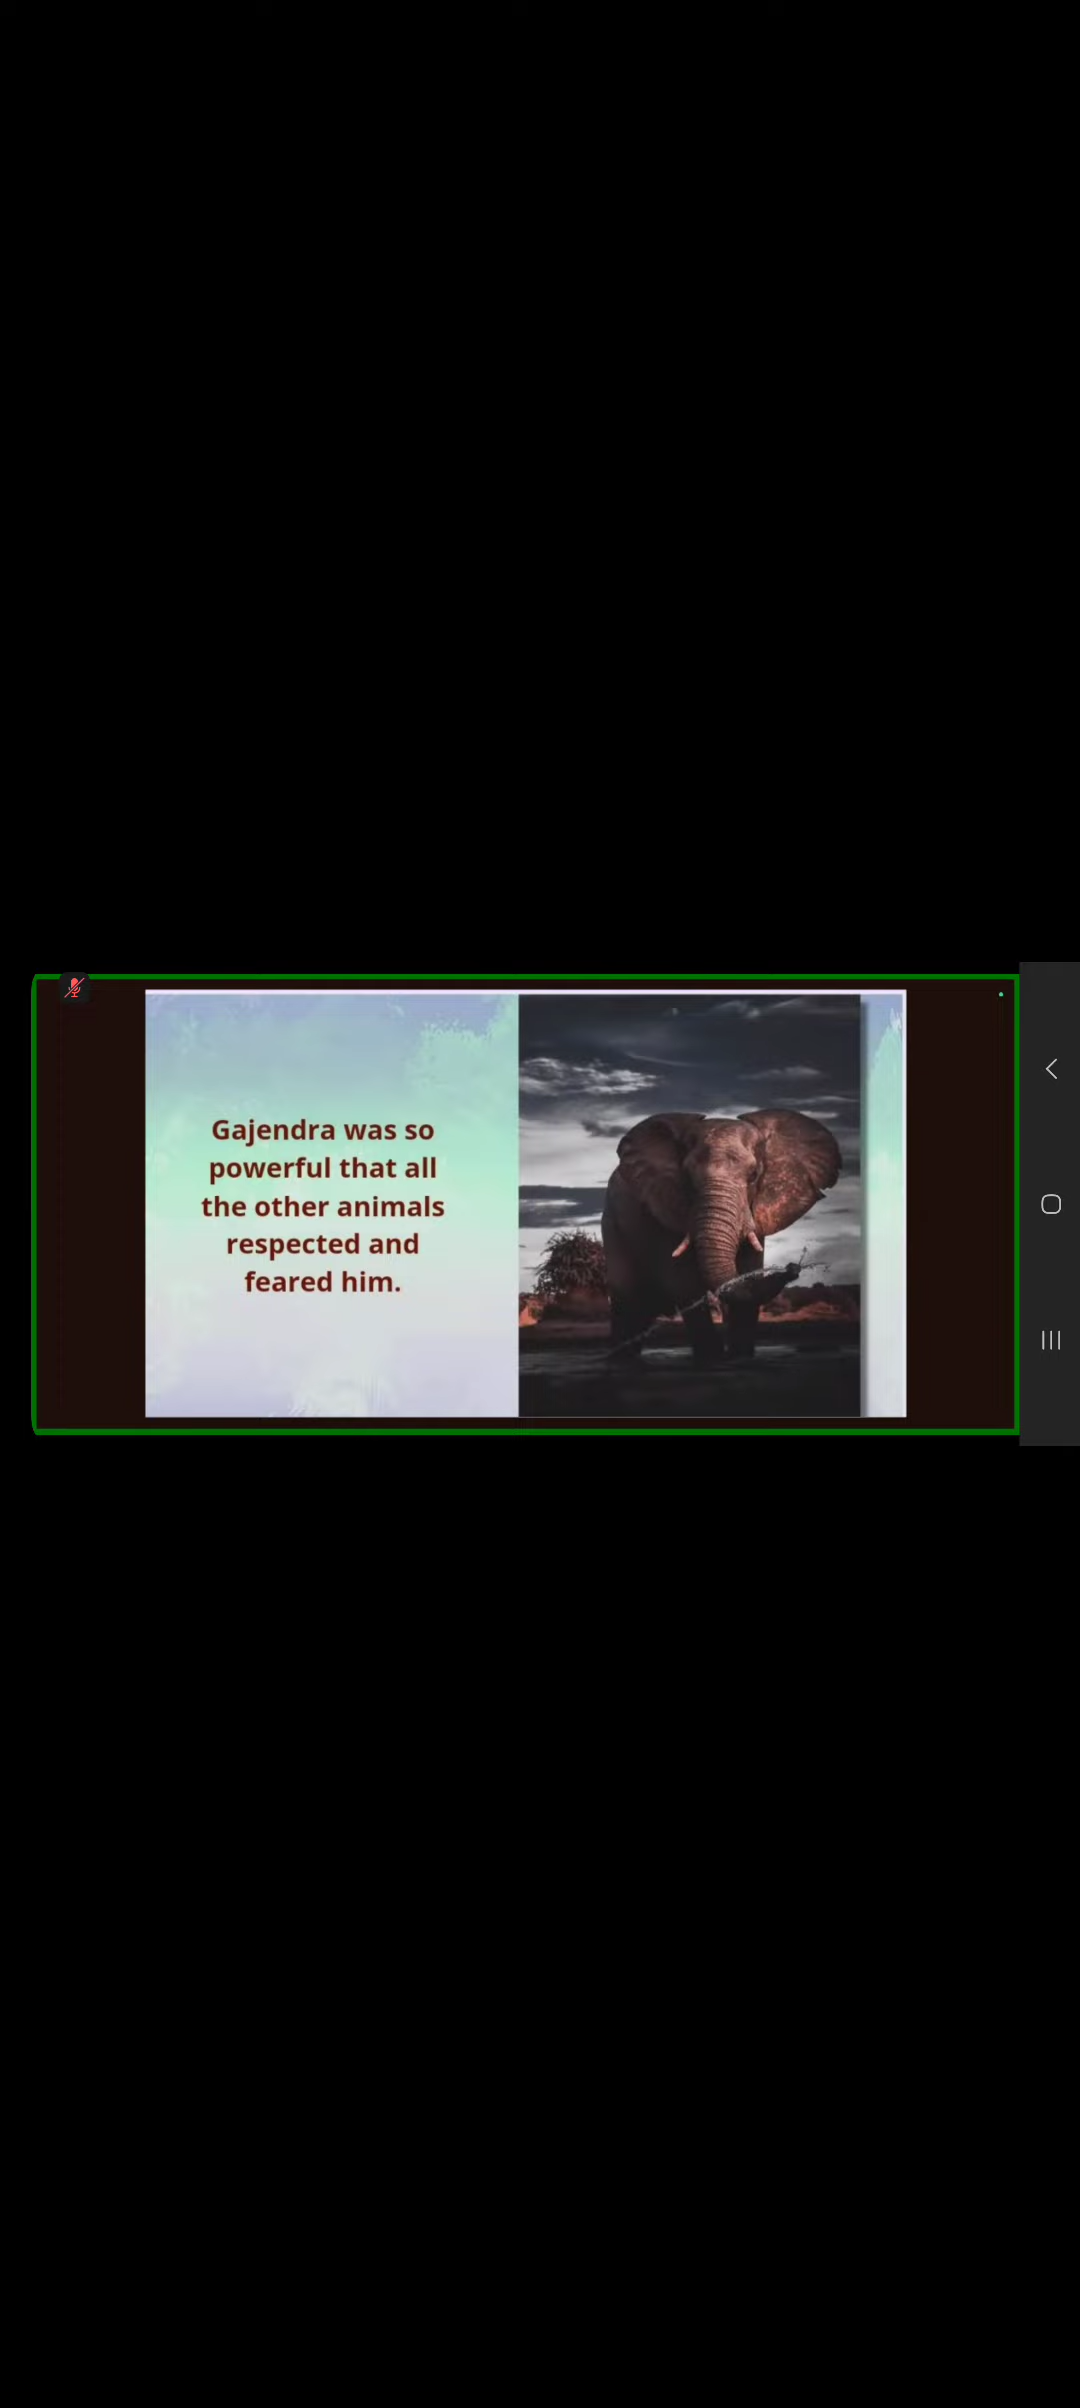 Gajendra was so
powerful that all
the other animals
respected and
feared him.